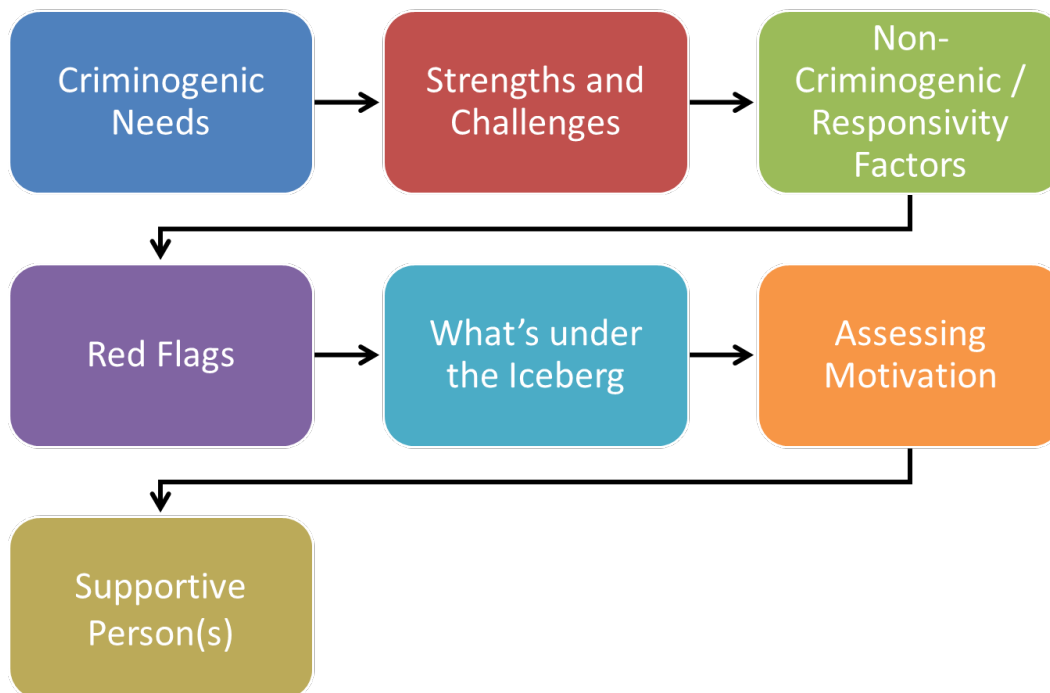 Criminogenic
Needs
Strengths and
Challenges
Non-
Criminogenic /
Responsivity
Factors
Red Flags
What’s under
the Iceberg
Assessing
Motivation
Supportive
Person(s)